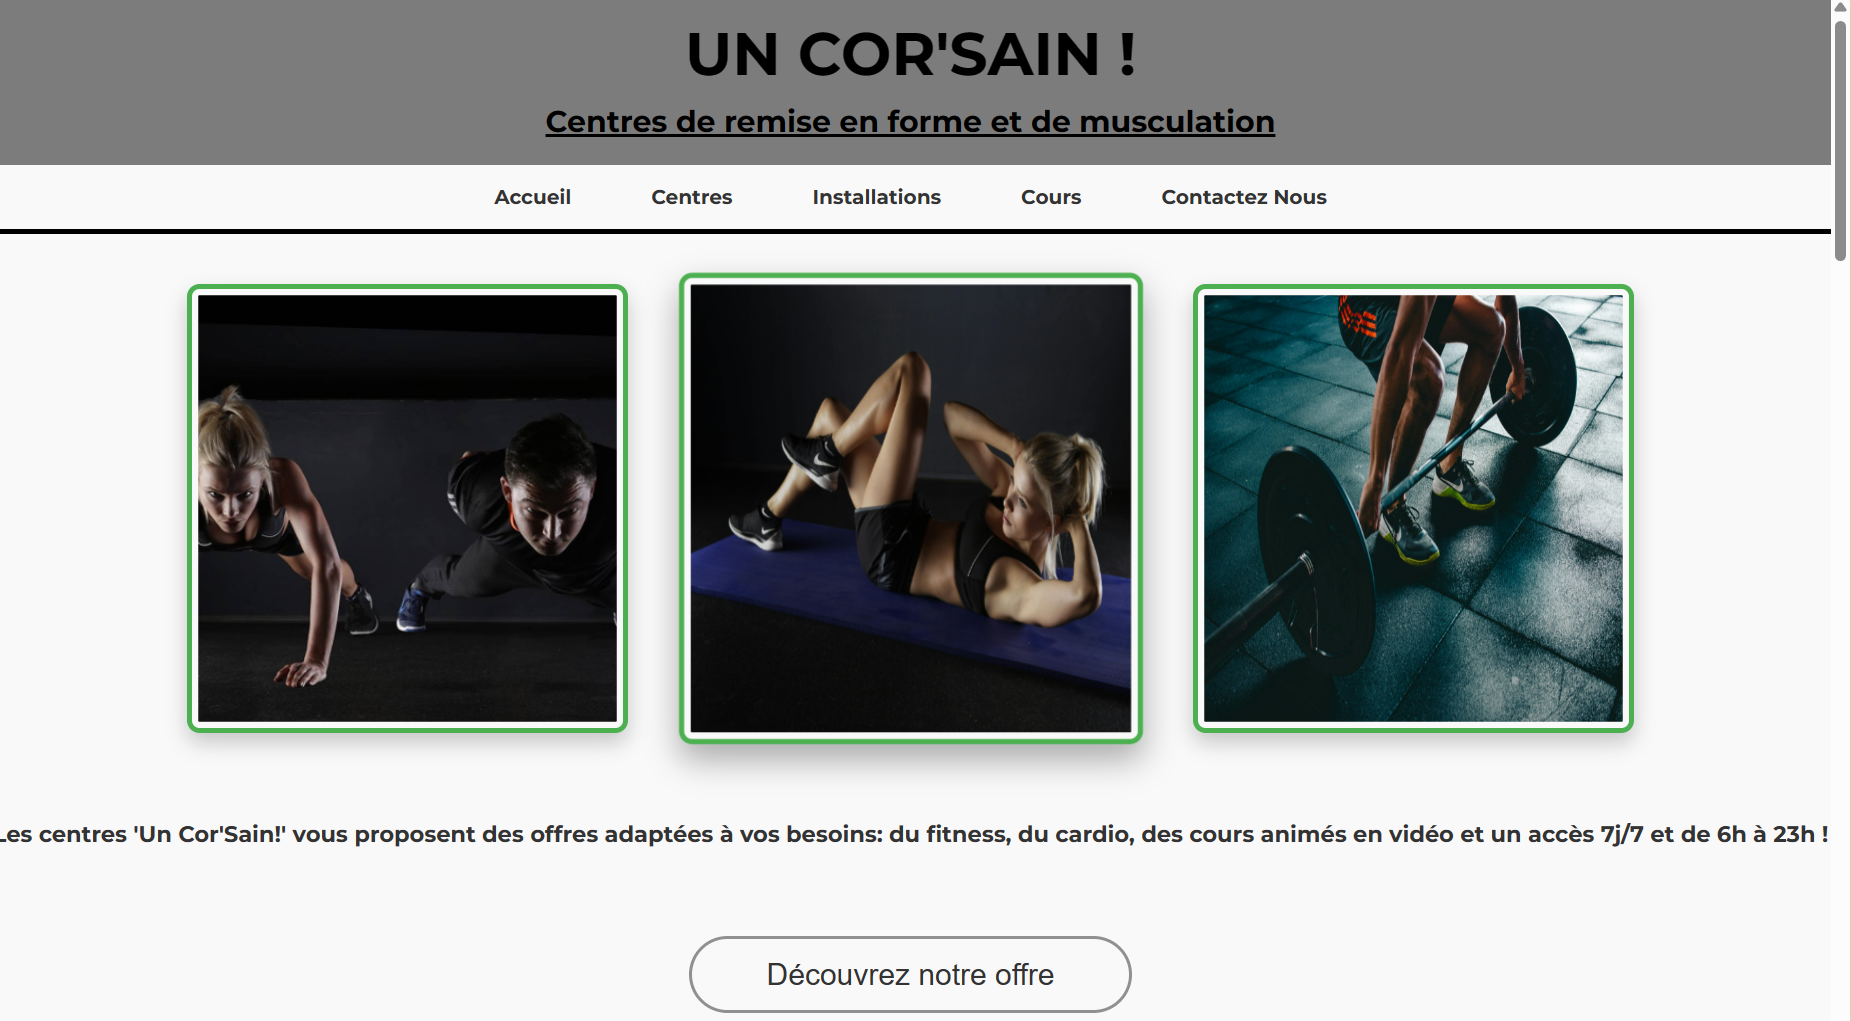 UN COR'SAIN !
Centres de remise en forme et de musculation
Accueil Centres Installations Cours Contactez Nous
Les centres 'Un Cor'Sain!' vous proposent des offres adaptées à vos besoins: du fitness, du cardio, des cours animés en vidéo et un accès 7j/7 et de 6h à 23h !
Découvrez notre offre